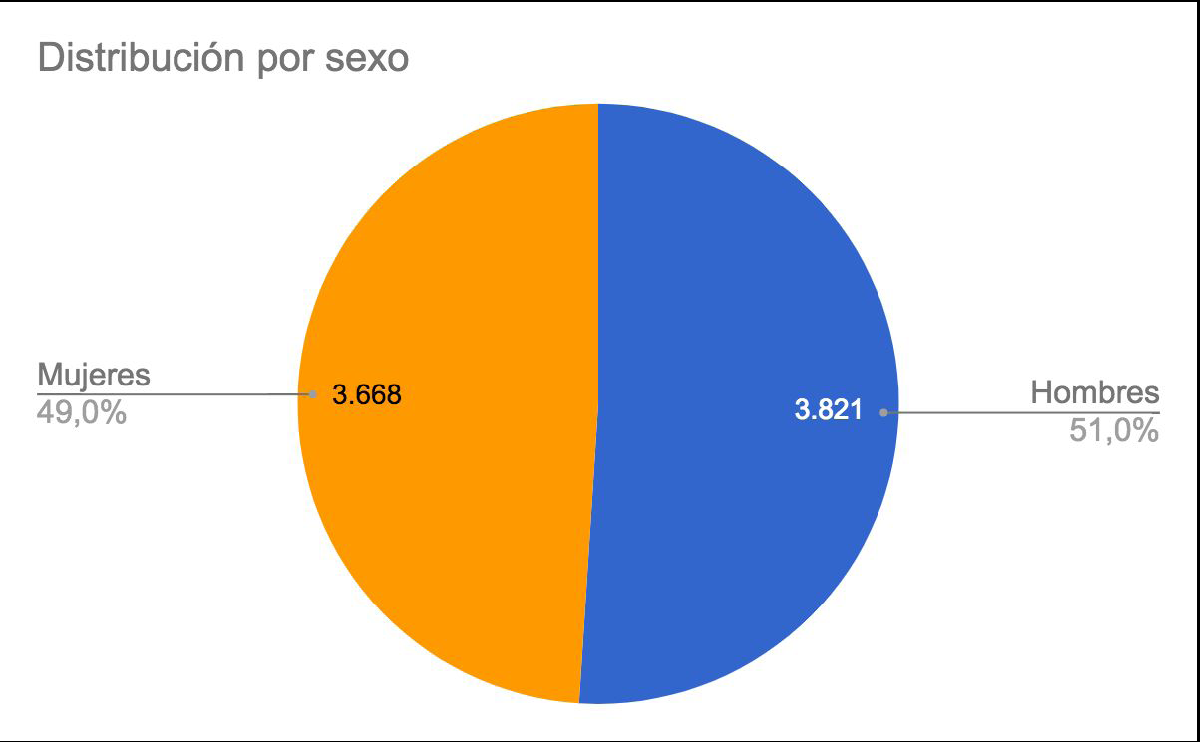 Distribución por sexo
Mujeres
49,0%
3.668
3.821
Hombres
51,0%